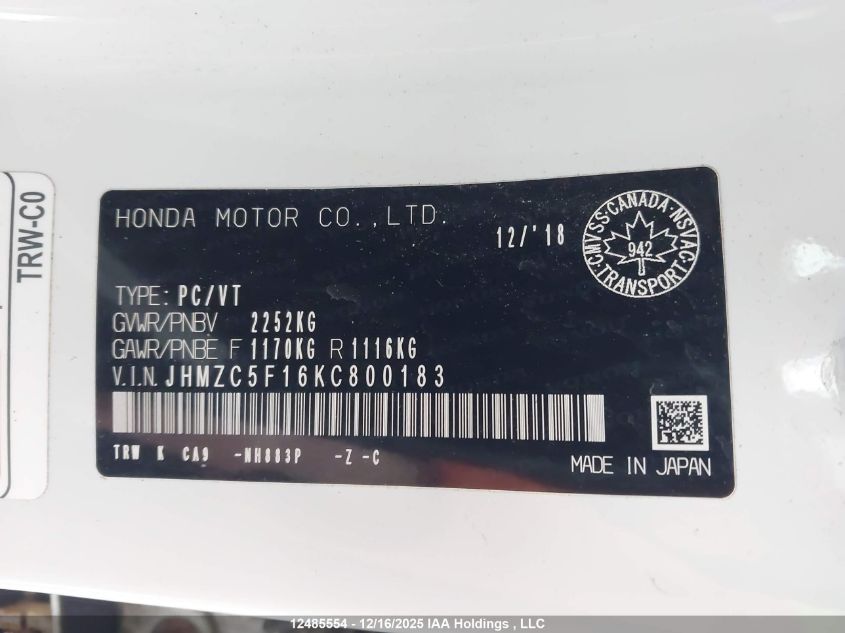 TRW-C0
HONDA MOTOR CO.,LTD.
12/'18
CMVSS·CANADA·NSVAC·TRANSPORT·
942
TYPE: PC/VT
GVWR/PNBV 2252KG
GAWR/PNBE F 1170KG R 1116KG
V.I.N. JHMZC5F16KC800183
TRW K CA9 -NH883P -Z -C
MADE IN JAPAN
12485554 - 12/16/2025 IAA Holdings , LLC